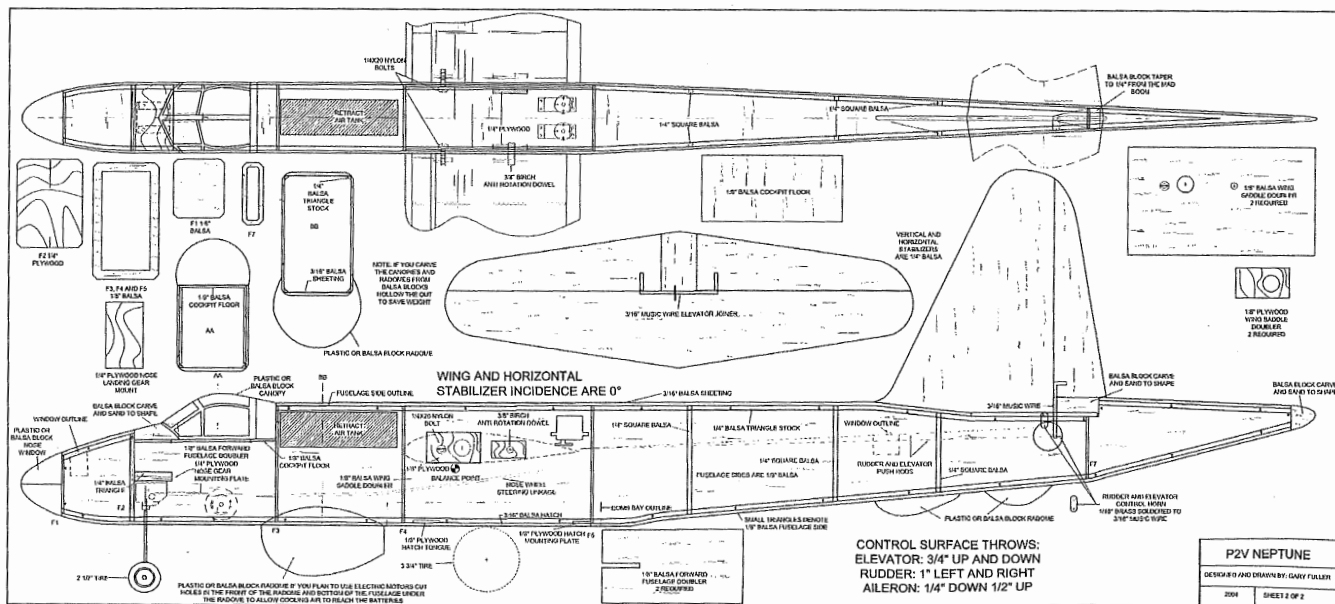 1/4X20 NYLON
BOLTS
RETRACT
AIR TANK
1/4" PLYWOOD
1/4" SQUARE BALSA
1/4" SQUARE BALSA
BALSA BLOCK TAPER
TO 1/4" FROM THE MAD
BOOM
3/8" BIRCH
ANTI ROTATION DOWEL
F2 1/4"
PLYWOOD
F3, F4 AND F5
1/8" BALSA
F1 1/8"
BALSA
F7
1/4"
BALSA
TRIANGLE
STOCK
BB
3/16" BALSA
SHEETING
1/8" BALSA
COCKPIT FLOOR
AA
NOTE: IF YOU CARVE
THE CANOPIES AND
RADOMES FROM
BALSA BLOCKS
HOLLOW THE OUT
TO SAVE WEIGHT
PLASTIC OR BALSA BLOCK RADOME
1/8" BALSA COCKPIT FLOOR
3/16" MUSIC WIRE ELEVATOR JOINER
VERTICAL AND
HORIZONTAL
STABILIZERS
ARE 1/4" BALSA
1/8" BALSA WING
SADDLE DOUBLER
2 REQUIRED
1/8" PLYWOOD
WING SADDLE
DOUBLER
2 REQUIRED
1/4" PLYWOOD NOSE
LANDING GEAR
MOUNT
AA
BB
PLASTIC OR
BALSA BLOCK
CANOPY
FUSELAGE SIDE OUTLINE
WING AND HORIZONTAL
STABILIZER INCIDENCE ARE 0°
3/16" BALSA SHEETING
BALSA BLOCK CARVE
AND SAND TO SHAPE
WINDOW OUTLINE
PLASTIC OR
BALSA BLOCK
NOSE
WINDOW
1/8" BALSA FORWARD
FUSELAGE DOUBLER
1/4" PLYWOOD
NOSE GEAR
MOUNTING PLATE
1/4" BALSA
TRIANGLE
1/8" BALSA
COCKPIT FLOOR
RETRACT
AIR TANK
1/8" BALSA WING
SADDLE DOUBLER
1/4X20 NYLON
BOLT
3/8" BIRCH
ANTI ROTATION DOWEL
1/8" PLYWOOD
BALANCE POINT
NOSE WHEEL
STEERING LINKAGE
3/16" BALSA HATCH
1/4" SQUARE BALSA
1/4" BALSA TRIANGLE STOCK
1/4" SQUARE BALSA
FUSELAGE SIDES ARE 1/8" BALSA
BOMB BAY OUTLINE
SMALL TRIANGLES DENOTE
1/8" BALSA FUSELAGE SIDE
WINDOW OUTLINE
RUDDER AND ELEVATOR
PUSH RODS
1/4" SQUARE BALSA
3/16" MUSIC WIRE
BALSA BLOCK CARVE
AND SAND TO SHAPE
BALSA BLOCK CARVE
AND SAND TO SHAPE
F7
RUDDER AND ELEVATOR
CONTROL HORN
1/16" BRASS SOLDERED TO
3/16" MUSIC WIRE
PLASTIC OR BALSA BLOCK RADOME
F1
F2
F3
F4
F5
1/8" PLYWOOD
HATCH TONGUE
1/8" PLYWOOD HATCH
MOUNTING PLATE
3 3/4" TIRE
2 1/2" TIRE
PLASTIC OR BALSA BLOCK RADOME IF YOU PLAN TO USE ELECTRIC MOTORS CUT
HOLES IN THE FRONT OF THE RADOME AND BOTTOM OF THE FUSELAGE UNDER
THE RADOME TO ALLOW COOLING AIR TO REACH THE BATTERIES
1/8" BALSA FORWARD
FUSELAGE DOUBLER
2 REQUIRED
CONTROL SURFACE THROWS:
ELEVATOR: 3/4" UP AND DOWN
RUDDER: 1" LEFT AND RIGHT
AILERON: 1/4" DOWN 1/2" UP
P2V NEPTUNE
DESIGNED AND DRAWN BY: GARY FULLER
2004
SHEET 2 OF 2